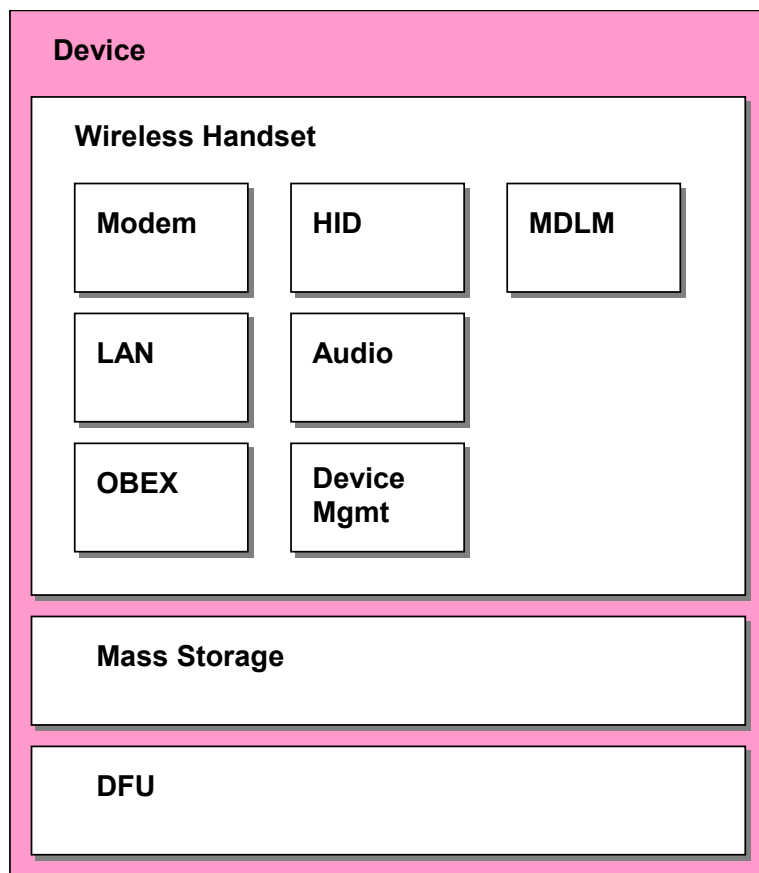 Device
Wireless Handset
Modem
HID
MDLM
LAN
Audio
OBEX
Device
Mgmt
Mass Storage
DFU